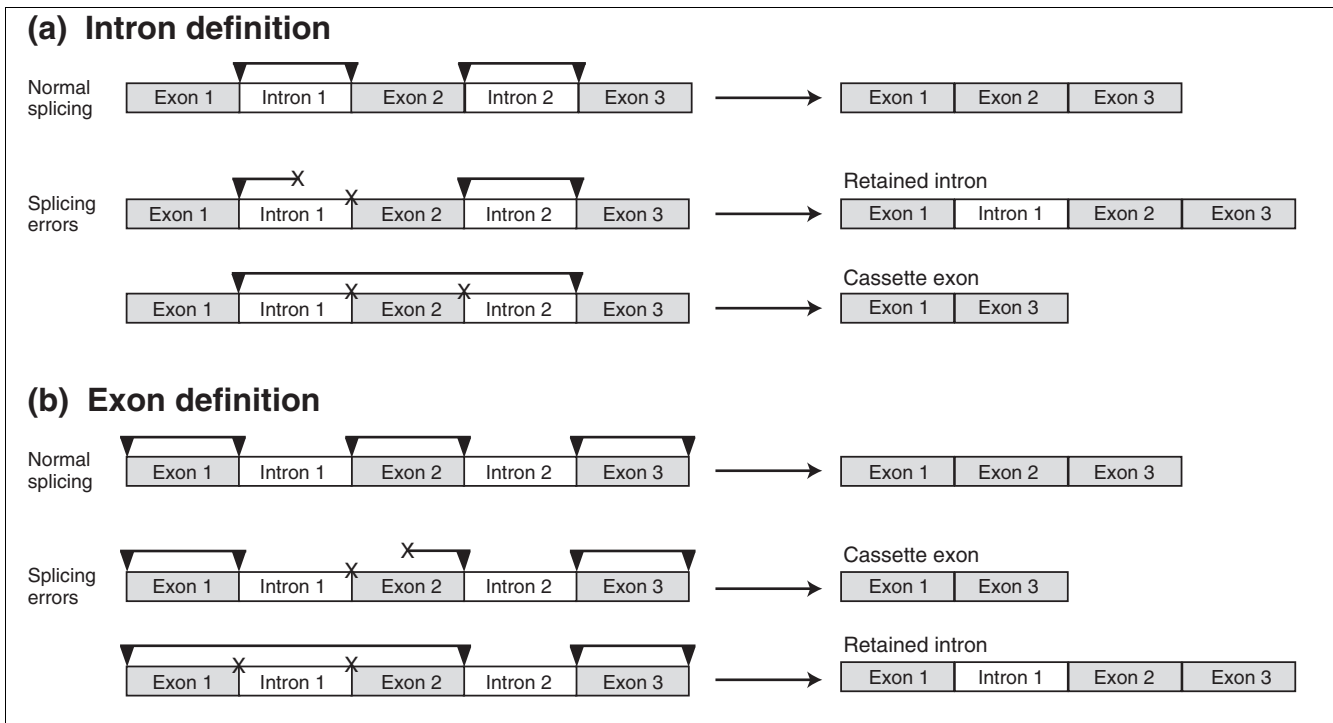 (a) Intron definition
Normal
splicing
Exon 1 Intron 1 Exon 2 Intron 2 Exon 3
Exon 1 Exon 2 Exon 3
Splicing
errors
X
X
Exon 1 Intron 1 Exon 2 Intron 2 Exon 3
Retained intron
Exon 1 Intron 1 Exon 2 Exon 3
X X
Exon 1 Intron 1 Exon 2 Intron 2 Exon 3
Cassette exon
Exon 1 Exon 3
(b) Exon definition
Normal
splicing
Exon 1 Intron 1 Exon 2 Intron 2 Exon 3
Exon 1 Exon 2 Exon 3
Splicing
errors
X
X
Exon 1 Intron 1 Exon 2 Intron 2 Exon 3
Cassette exon
Exon 1 Exon 3
X X
Exon 1 Intron 1 Exon 2 Intron 2 Exon 3
Retained intron
Exon 1 Intron 1 Exon 2 Exon 3